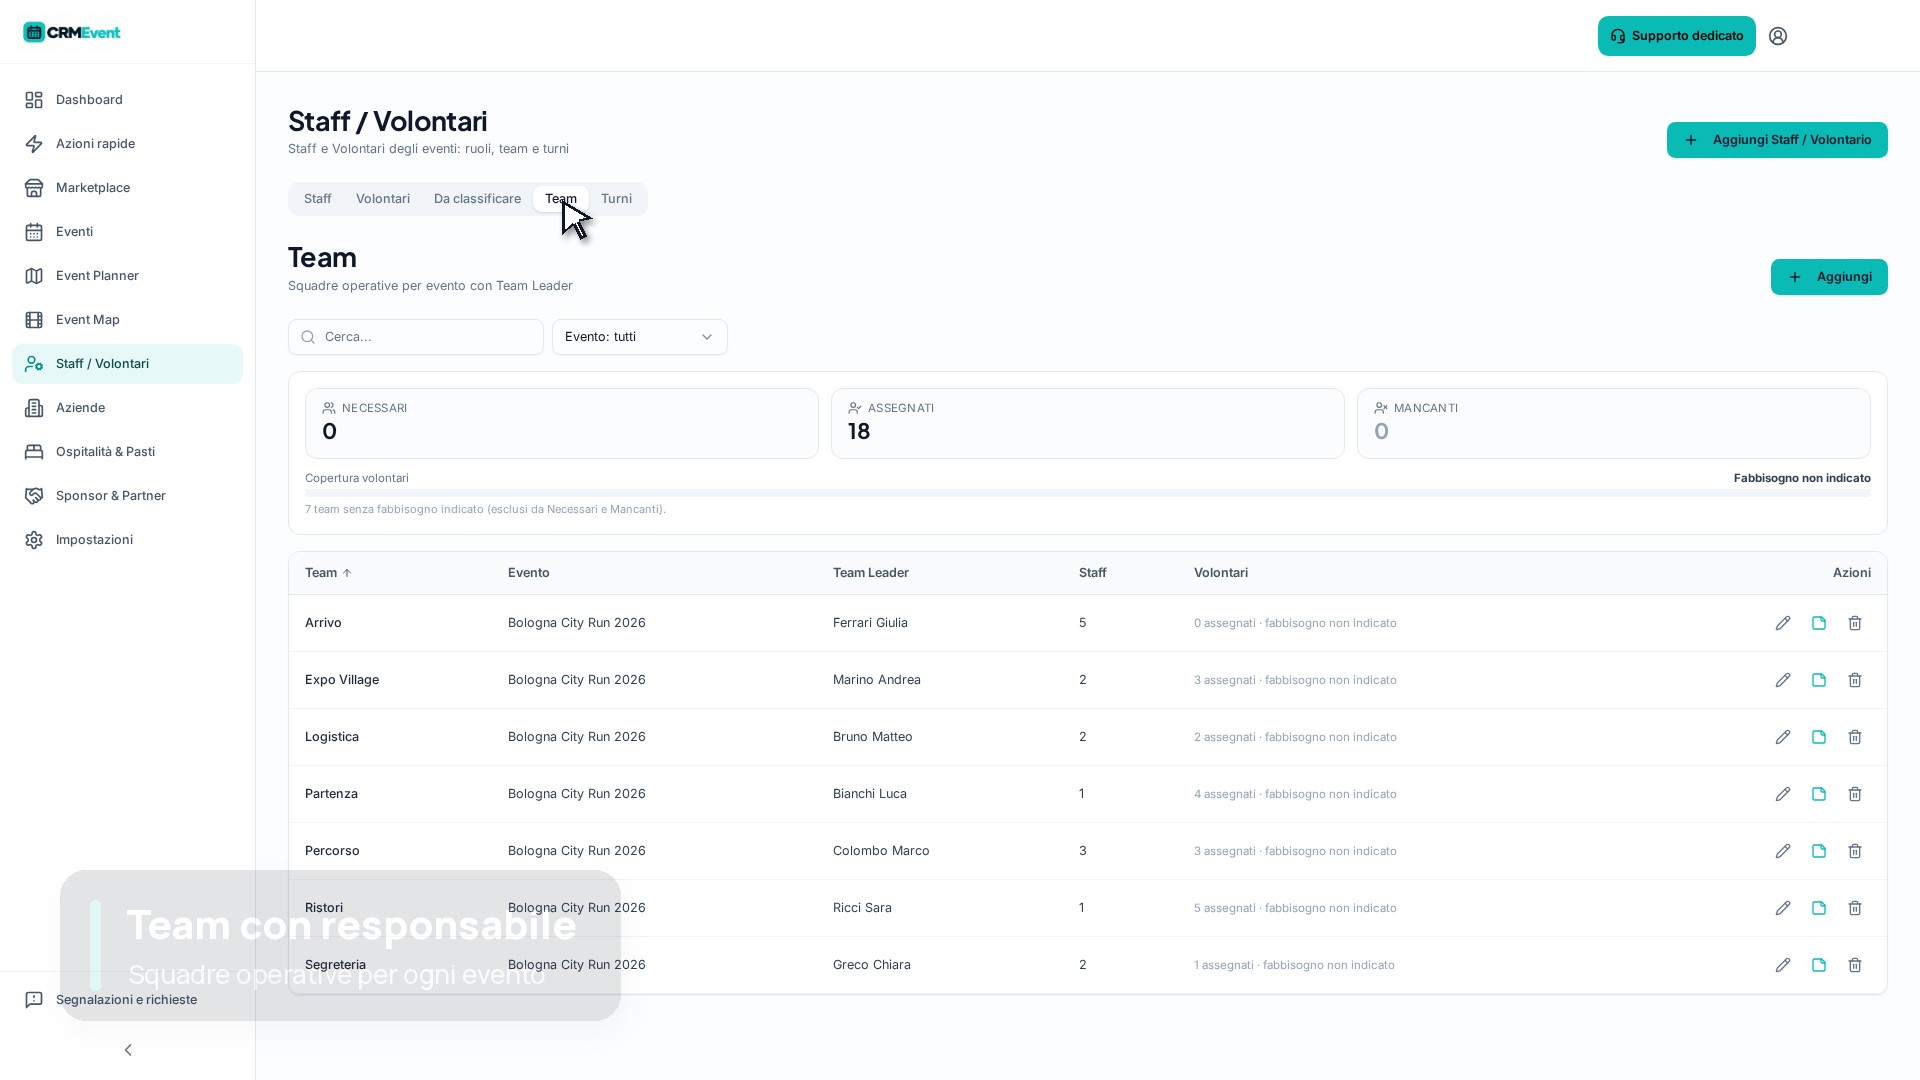 CRMEvent
Supporto dedicato
Dashboard
Azioni rapide
Marketplace
Eventi
Event Planner
Event Map
Staff / Volontari
Aziende
Ospitalità & Pasti
Sponsor & Partner
Impostazioni
Segnalazioni e richieste
Staff / Volontari
Staff e Volontari degli eventi: ruoli, team e turni
Aggiungi Staff / Volontario
Staff Volontari Da classificare Team Turni
Team
Squadre operative per evento con Team Leader
Aggiungi
Cerca... Evento: tutti
NECESSARI
0
ASSEGNATI
18
MANCANTI
0
Copertura volontari Fabbisogno non indicato
7 team senza fabbisogno indicato (esclusi da Necessari e Mancanti).
Team Evento Team Leader Staff Volontari Azioni
Arrivo Bologna City Run 2026 Ferrari Giulia 5 0 assegnati · fabbisogno non indicato
Expo Village Bologna City Run 2026 Marino Andrea 2 3 assegnati · fabbisogno non indicato
Logistica Bologna City Run 2026 Bruno Matteo 2 2 assegnati · fabbisogno non indicato
Partenza Bologna City Run 2026 Bianchi Luca 1 4 assegnati · fabbisogno non indicato
Percorso Bologna City Run 2026 Colombo Marco 3 3 assegnati · fabbisogno non indicato
Ristori Bologna City Run 2026 Ricci Sara 1 5 assegnati · fabbisogno non indicato
Segreteria Bologna City Run 2026 Greco Chiara 2 1 assegnati · fabbisogno non indicato
Team con responsabile
Squadre operative per ogni evento